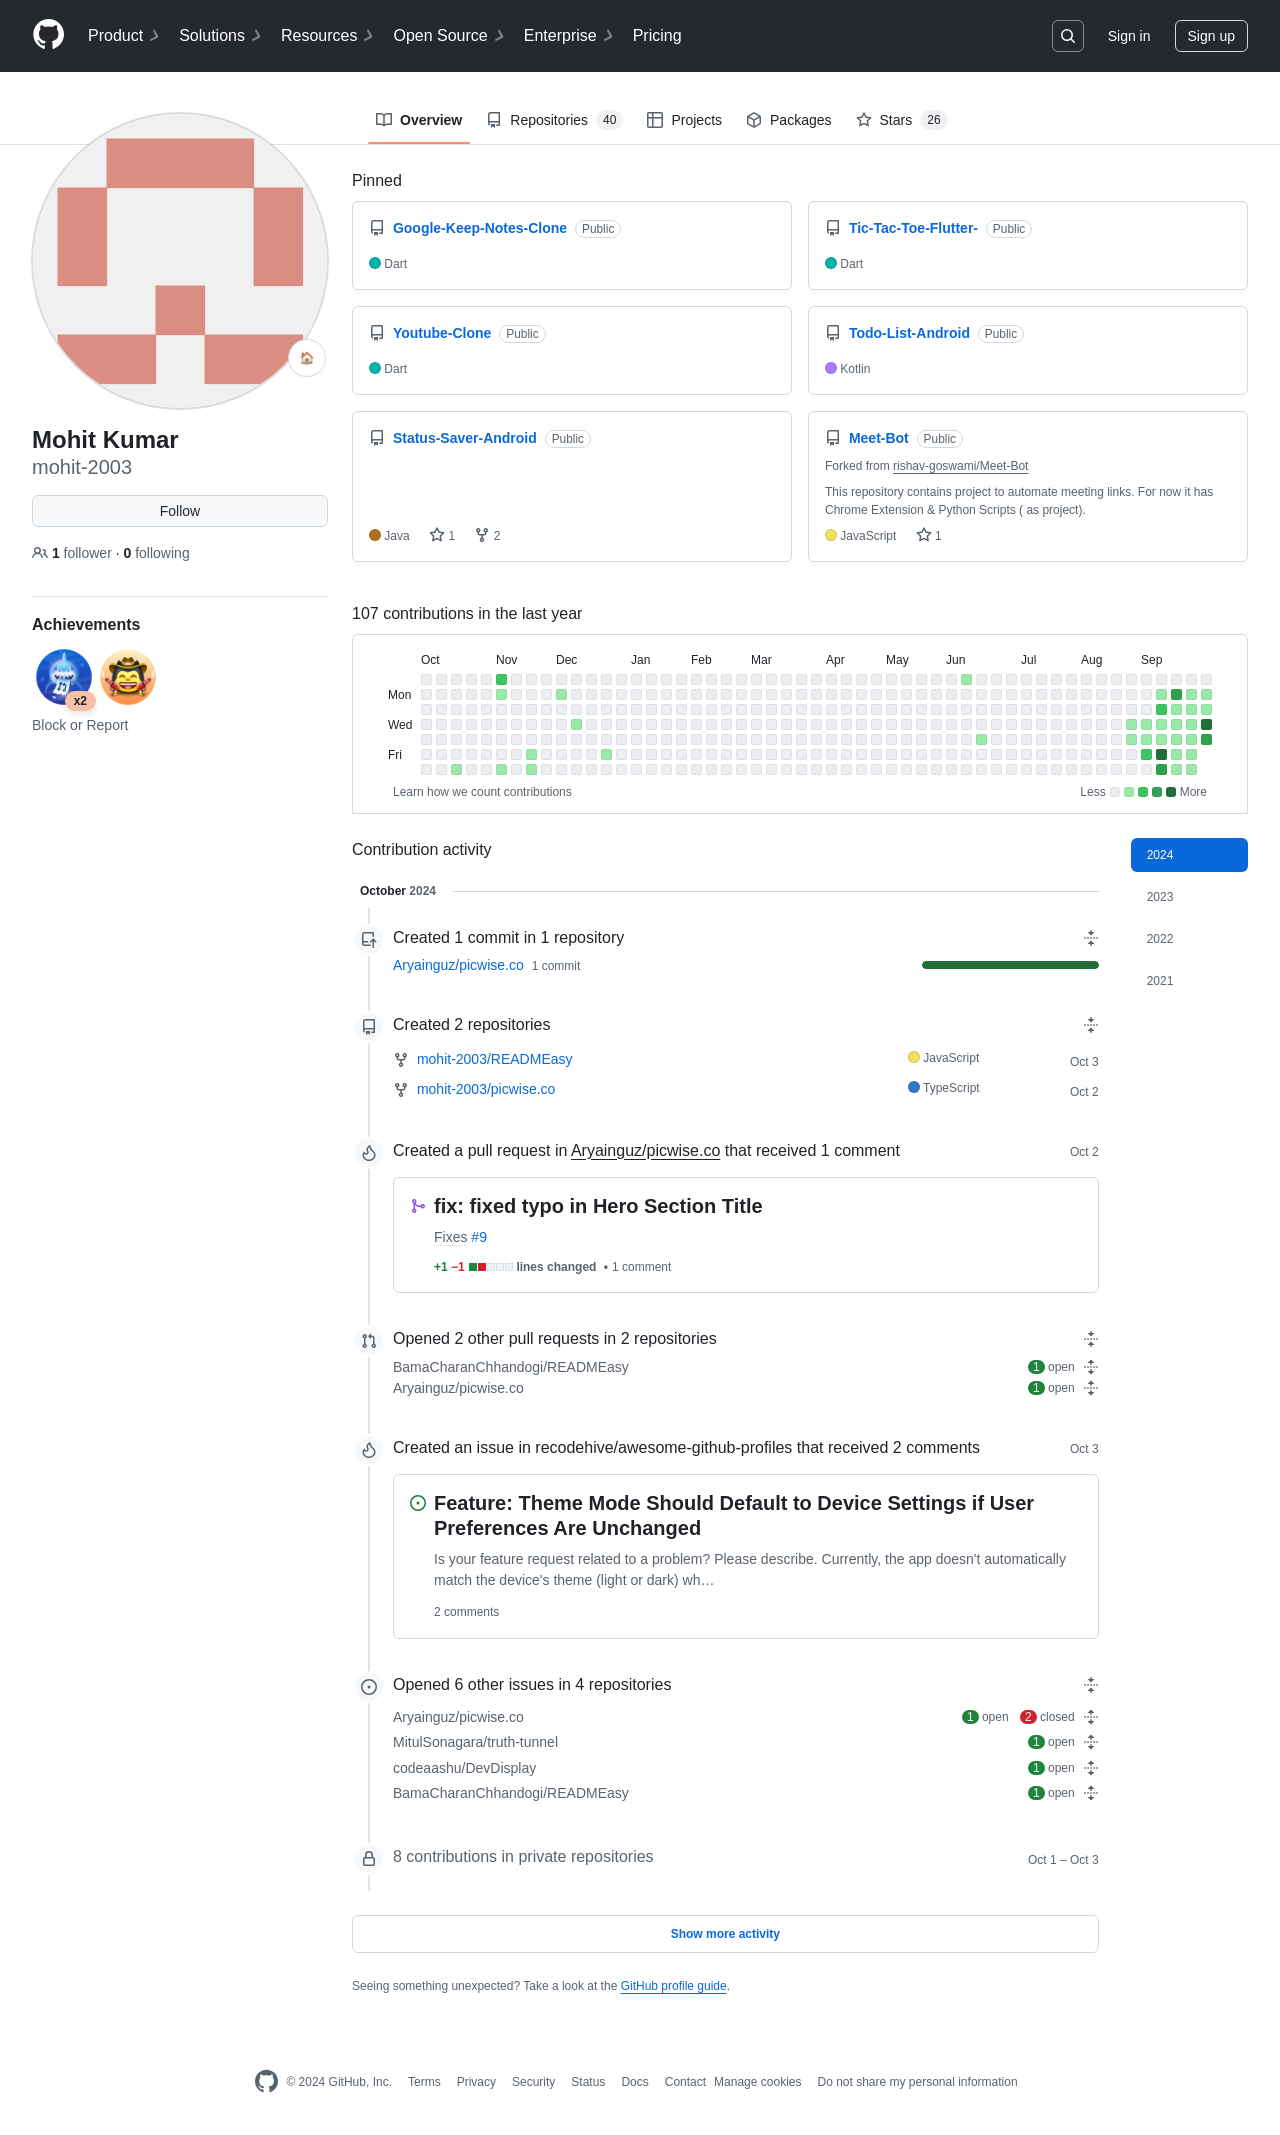 Product Solutions Resources Open Source Enterprise Pricing Sign in Sign up
Overview Repositories 40 Projects Packages Stars 26
Mohit Kumar
mohit-2003
Follow
1 follower · 0 following
Achievements
x2
Block or Report
Pinned
Google-Keep-Notes-Clone Public
Dart
Tic-Tac-Toe-Flutter- Public
Dart
Youtube-Clone Public
Dart
Todo-List-Android Public
Kotlin
Status-Saver-Android Public
Java 1 2
Meet-Bot Public
Forked from rishav-goswami/Meet-Bot
This repository contains project to automate meeting links. For now it has
Chrome Extension & Python Scripts ( as project).
JavaScript 1
107 contributions in the last year
Oct Nov Dec Jan Feb Mar Apr May Jun Jul Aug Sep
Mon
Wed
Fri
Learn how we count contributions Less More
Contribution activity
2024
2023
2022
2021
October 2024
Created 1 commit in 1 repository
Aryainguz/picwise.co 1 commit
Created 2 repositories
mohit-2003/READMEasy JavaScript Oct 3
mohit-2003/picwise.co TypeScript Oct 2
Created a pull request in Aryainguz/picwise.co that received 1 comment Oct 2
fix: fixed typo in Hero Section Title
Fixes #9
+1 −1 lines changed • 1 comment
Opened 2 other pull requests in 2 repositories
BamaCharanChhandogi/READMEasy 1 open
Aryainguz/picwise.co 1 open
Created an issue in recodehive/awesome-github-profiles that received 2 comments Oct 3
Feature: Theme Mode Should Default to Device Settings if User
Preferences Are Unchanged
Is your feature request related to a problem? Please describe. Currently, the app doesn't automatically
match the device's theme (light or dark) wh…
2 comments
Opened 6 other issues in 4 repositories
Aryainguz/picwise.co 1 open 2 closed
MitulSonagara/truth-tunnel 1 open
codeaashu/DevDisplay 1 open
BamaCharanChhandogi/READMEasy 1 open
8 contributions in private repositories Oct 1 – Oct 3
Show more activity
Seeing something unexpected? Take a look at the GitHub profile guide.
© 2024 GitHub, Inc. Terms Privacy Security Status Docs Contact Manage cookies Do not share my personal information